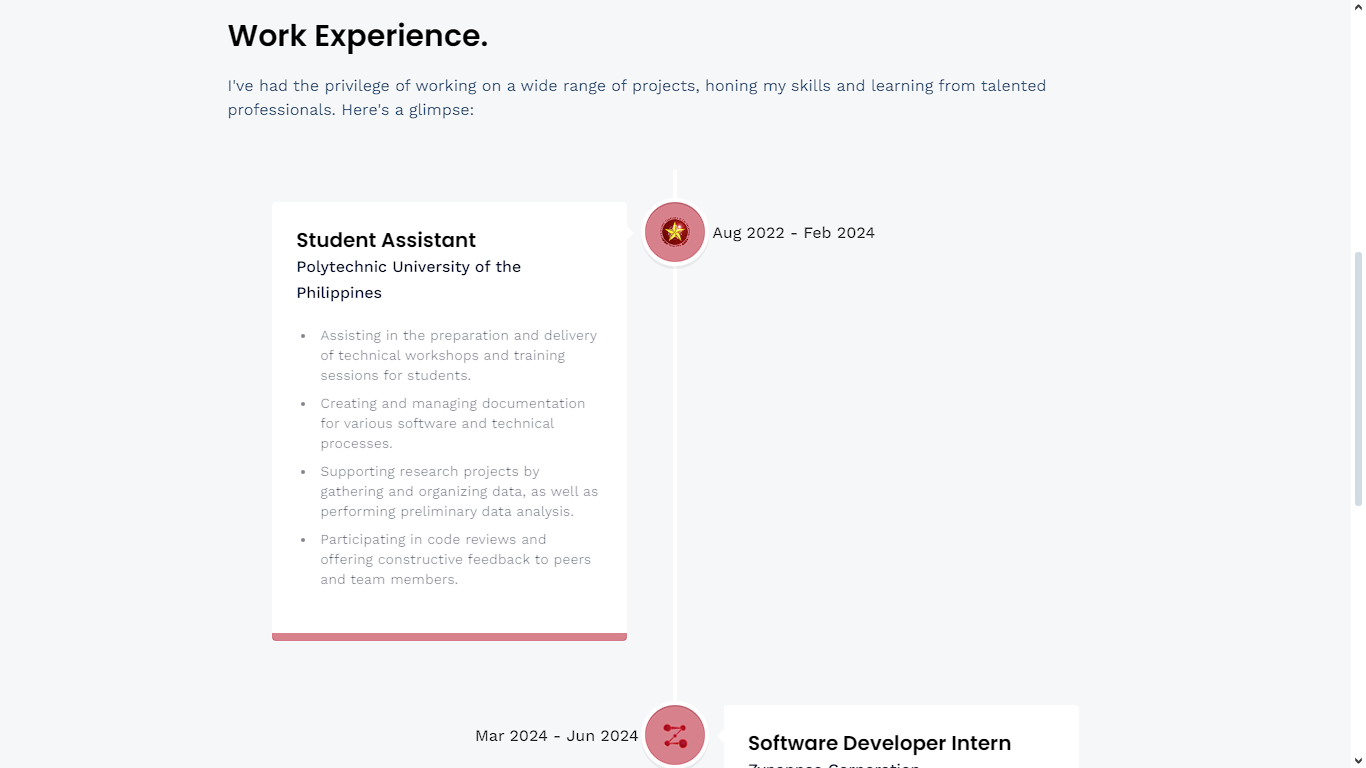 Work Experience.
I've had the privilege of working on a wide range of projects, honing my skills and learning from talented
professionals. Here's a glimpse:
Aug 2022 - Feb 2024
Student Assistant
Polytechnic University of the
Philippines
• Assisting in the preparation and delivery
of technical workshops and training
sessions for students.
• Creating and managing documentation
for various software and technical
processes.
• Supporting research projects by
gathering and organizing data, as well as
performing preliminary data analysis.
• Participating in code reviews and
offering constructive feedback to peers
and team members.
Mar 2024 - Jun 2024
Software Developer Intern